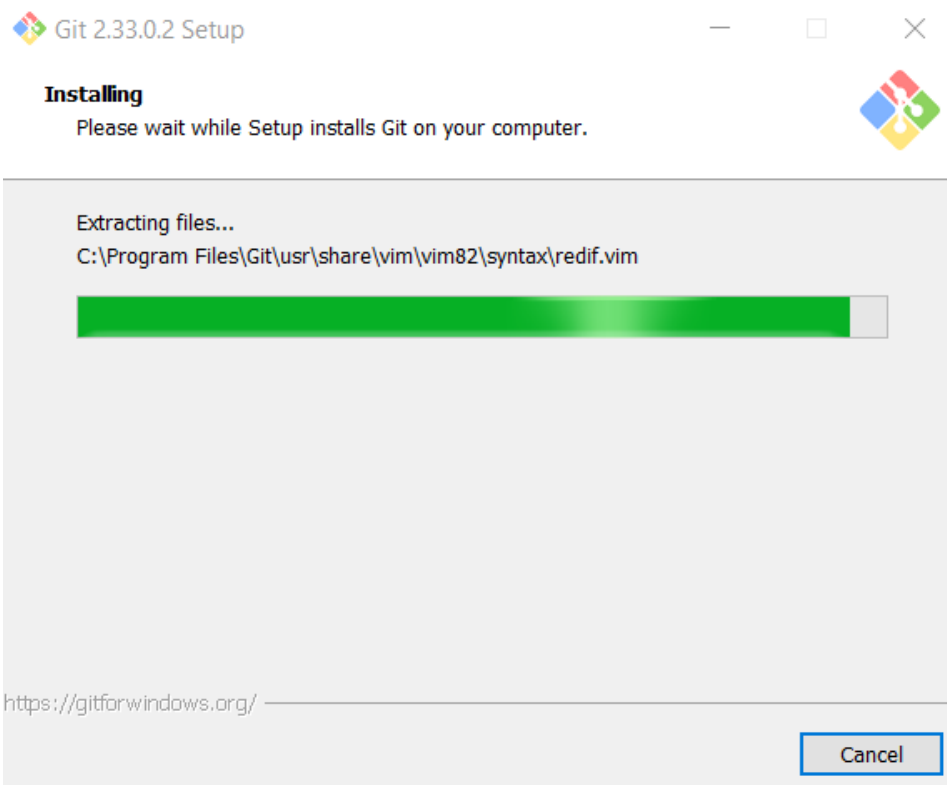 Git 2.33.0.2 Setup
Installing
Please wait while Setup installs Git on your computer.
Extracting files...
C:\Program Files\Git\usr\share\vim\vim82\syntax\redif.vim
https://gitforwindows.org/
Cancel